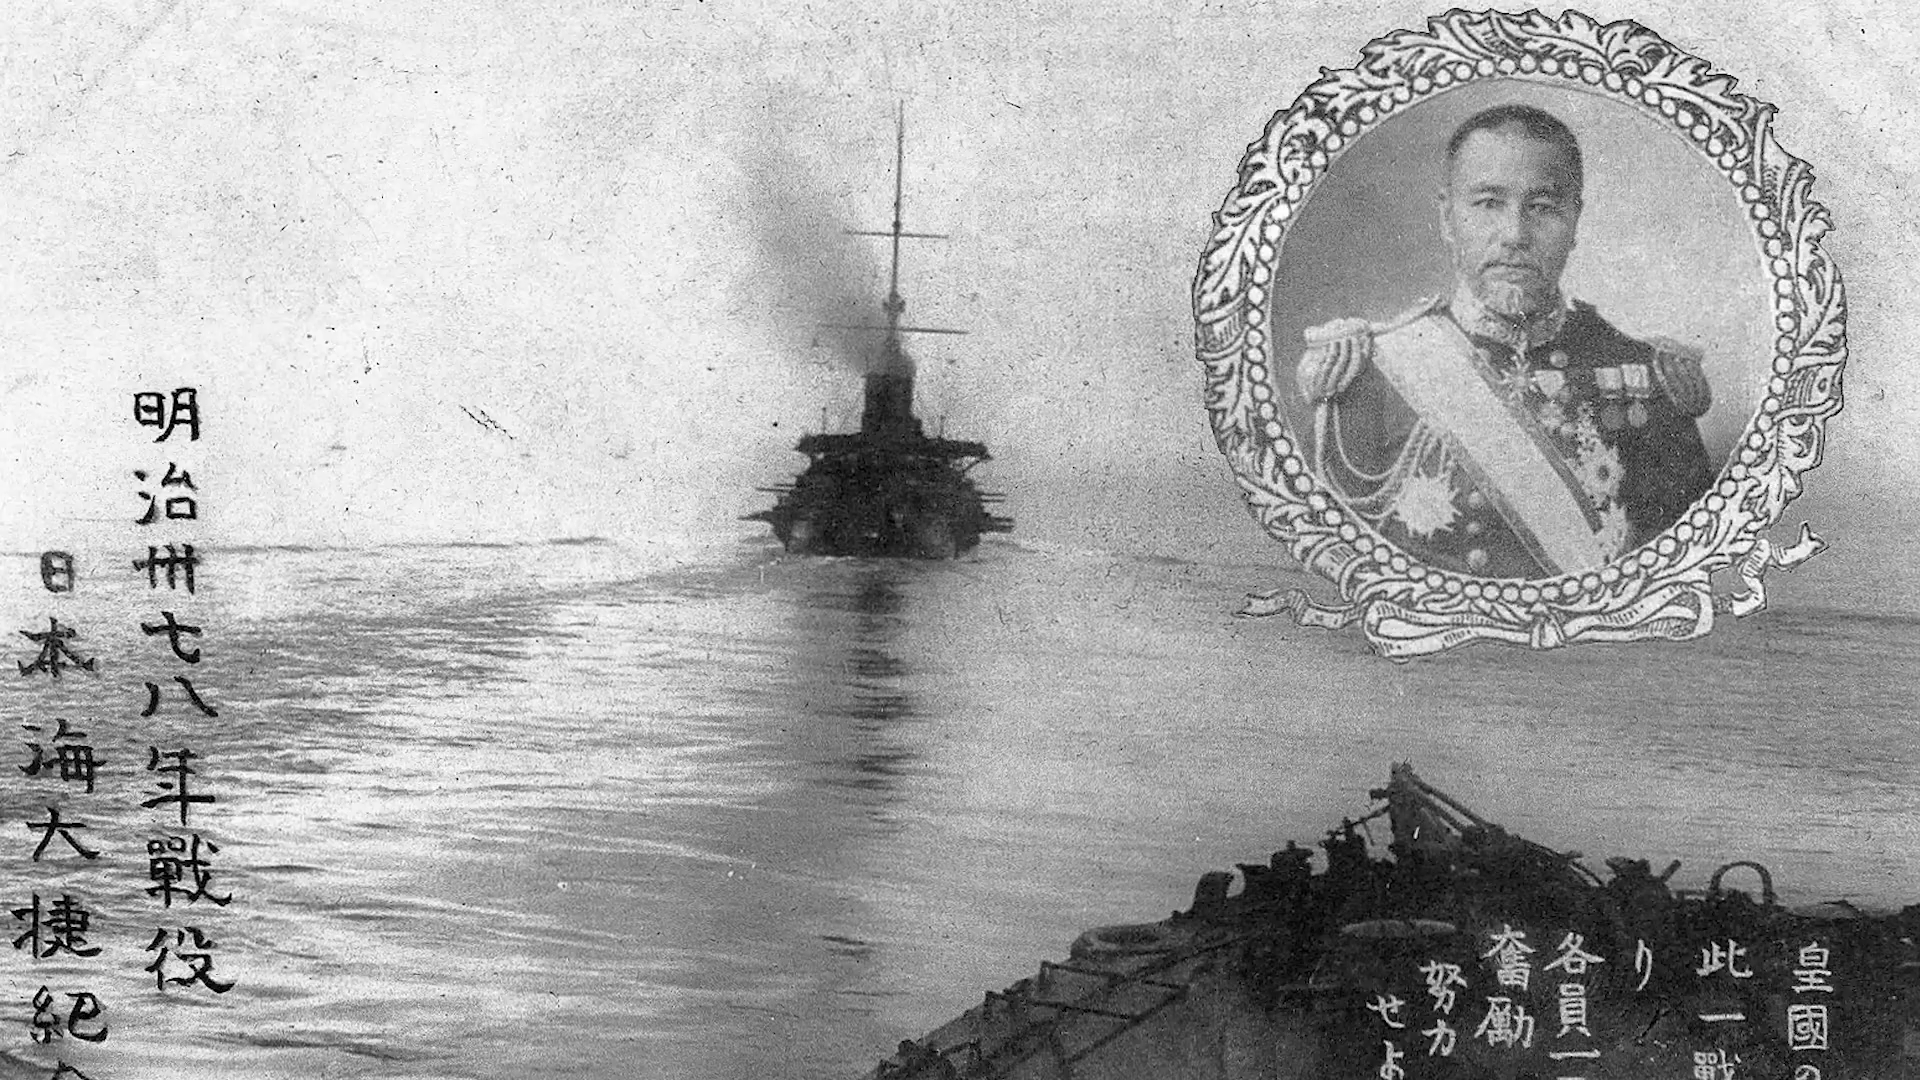 皇國の
此一戰
り
各員一
奮励
努力
せよ
明治卅七八年戰役
日本海大捷紀